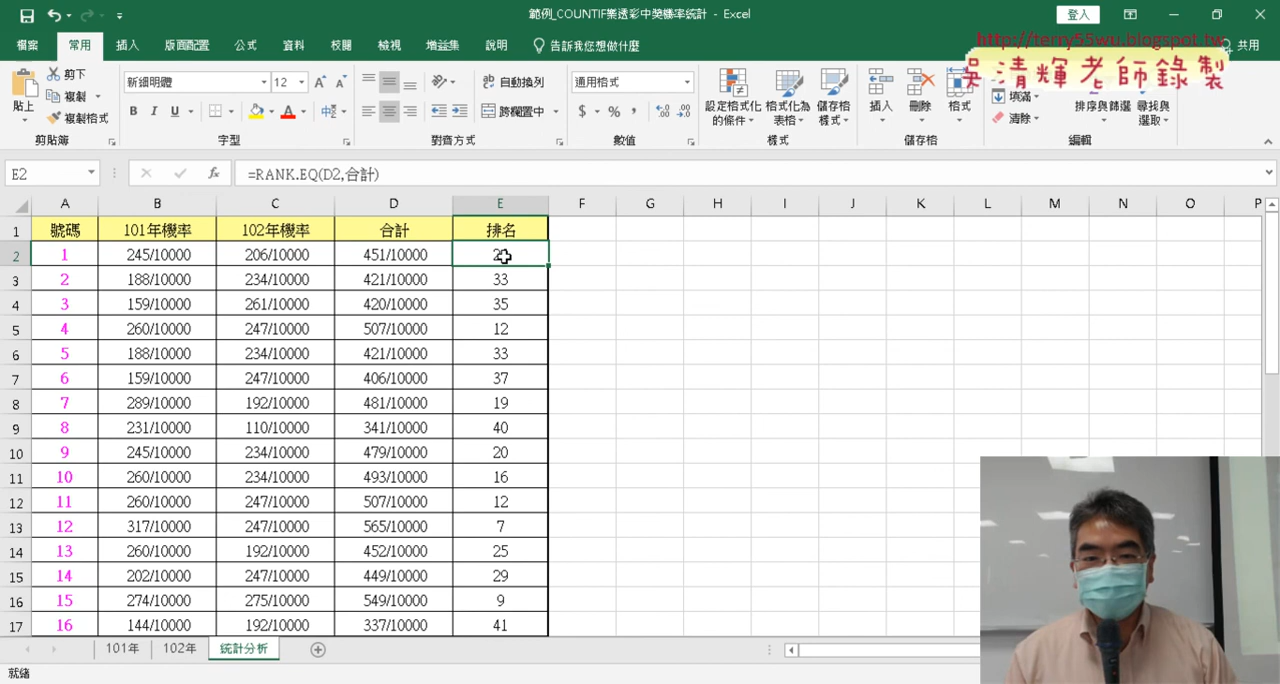 範例_COUNTIF樂透彩中獎機率統計 - Excel
登入
檔案 常用 插入 版面配置 公式 資料 校閱 檢視 增益集 說明 告訴我您想做什麼 共用
http://terry55wu.blogspot.tw
吳清輝老師錄製
貼上 剪下 複製 複製格式 剪貼簿
新細明體 12 B I U 字型
自動換列 跨欄置中 對齊方式
通用格式 $ % 數值
設定格式化的條件 格式化為表格 儲存格樣式 樣式
插入 刪除 格式 儲存格
填滿 清除 排序與篩選 尋找與選取 編輯
E2 fx =RANK.EQ(D2,合計)
A B C D E F G H I J K L M N O P
1 號碼 101年機率 102年機率 合計 排名
2 1 245/10000 206/10000 451/10000
3 2 188/10000 234/10000 421/10000 33
4 3 159/10000 261/10000 420/10000 35
5 4 260/10000 247/10000 507/10000 12
6 5 188/10000 234/10000 421/10000 33
7 6 159/10000 247/10000 406/10000 37
8 7 289/10000 192/10000 481/10000 19
9 8 231/10000 110/10000 341/10000 40
10 9 245/10000 234/10000 479/10000 20
11 10 260/10000 234/10000 493/10000 16
12 11 260/10000 247/10000 507/10000 12
13 12 317/10000 247/10000 565/10000 7
14 13 260/10000 192/10000 452/10000 25
15 14 202/10000 247/10000 449/10000 29
16 15 274/10000 275/10000 549/10000 9
17 16 144/10000 192/10000 337/10000 41
101年 102年 統計分析
就緒